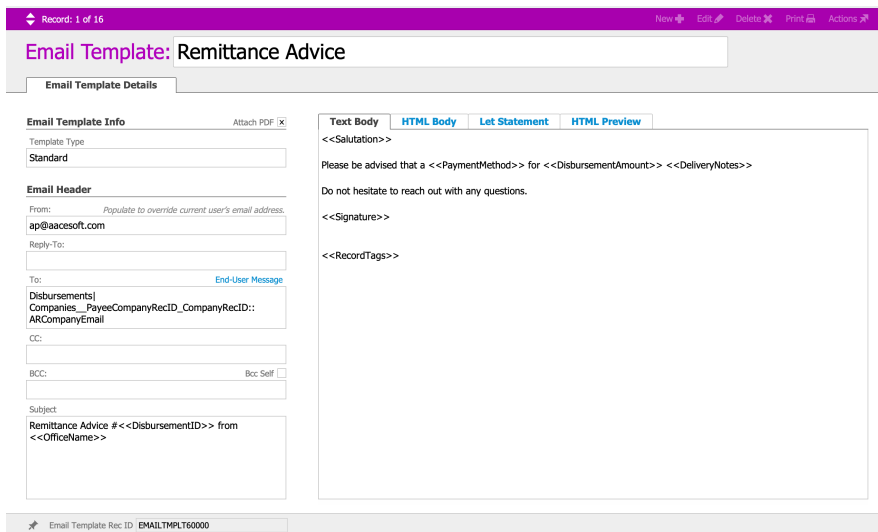 Record: 1 of 16
New Edit Delete Print Actions
Email Template: Remittance Advice
Email Template Details
Email Template Info Attach PDF
Template Type
Standard
Email Header
From: Populate to override current user's email address.
ap@aacesoft.com
Reply-To:
To: End-User Message
Disbursements|
Companies__PayeeCompanyRecID_CompanyRecID::
ARCompanyEmail
CC:
BCC: Bcc Self
Subject
Remittance Advice #<<DisbursementID>> from
<<OfficeName>>
Text Body HTML Body Let Statement HTML Preview
<<Salutation>>
Please be advised that a <<PaymentMethod>> for <<DisbursementAmount>> <<DeliveryNotes>>
Do not hesitate to reach out with any questions.
<<Signature>>
<<RecordTags>>
Email Template Rec ID EMAILTMPLT60000